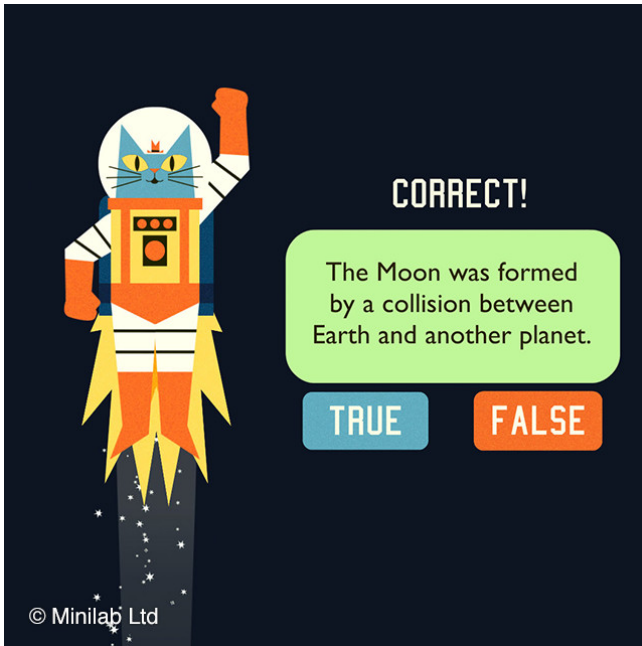 CORRECT!
The Moon was formed
by a collision between
Earth and another planet.
TRUE
FALSE
© Minilab Ltd